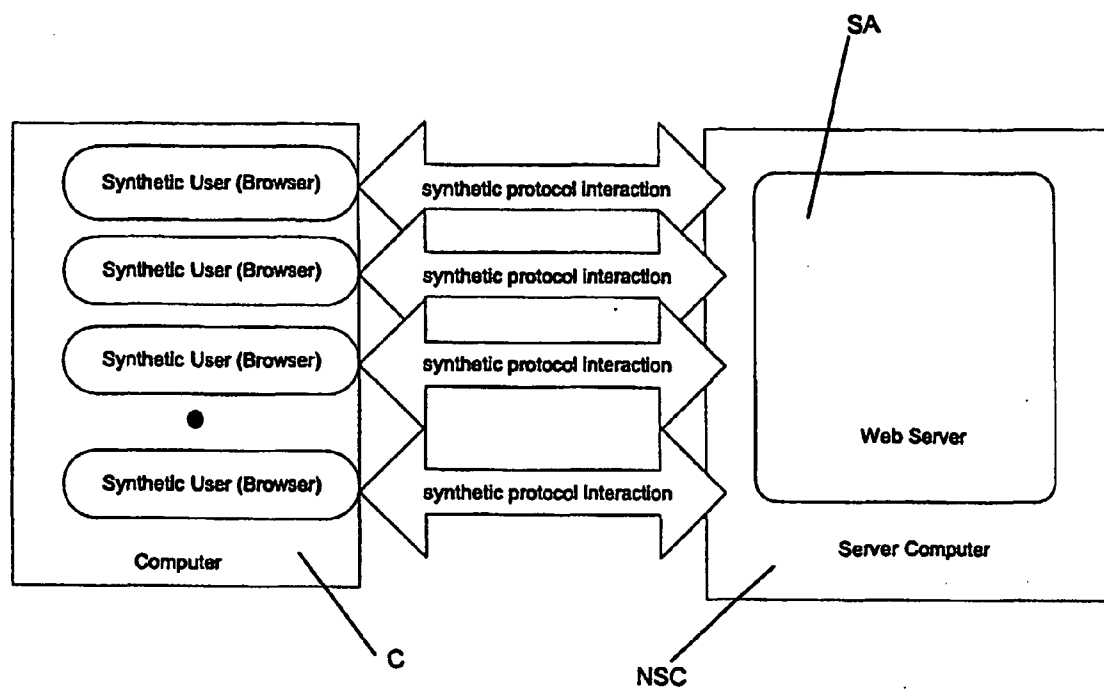 SA
Synthetic User (Browser)
synthetic protocol interaction
Synthetic User (Browser)
synthetic protocol interaction
Synthetic User (Browser)
synthetic protocol interaction
Web Server
Synthetic User (Browser)
synthetic protocol interaction
Computer
Server Computer
C
NSC